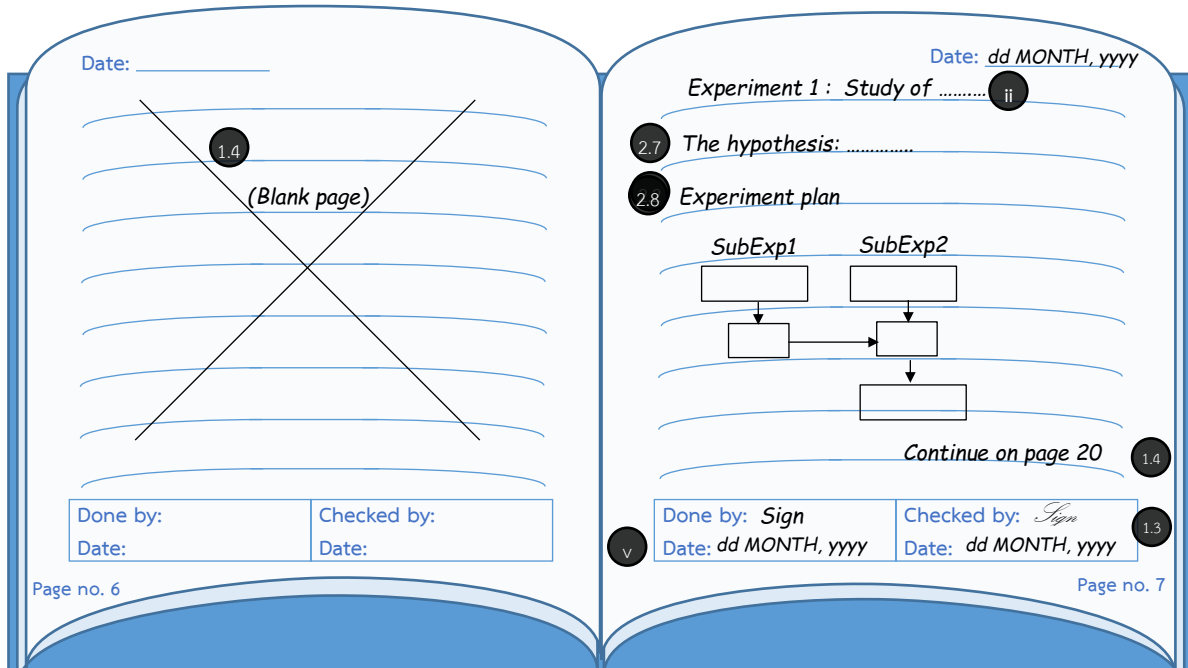 Date: ____________
1.4
(Blank page)
Done by:
Checked by:
Date:
Date:
Page no. 6
Date: dd MONTH, yyyy
Experiment 1 : Study of ......... ii
2.7 The hypothesis: .............
2.8 Experiment plan
SubExp1 SubExp2
Continue on page 20 1.4
Done by: Sign
Checked by: Sign
1.3
v
Date: dd MONTH, yyyy
Date: dd MONTH, yyyy
Page no. 7